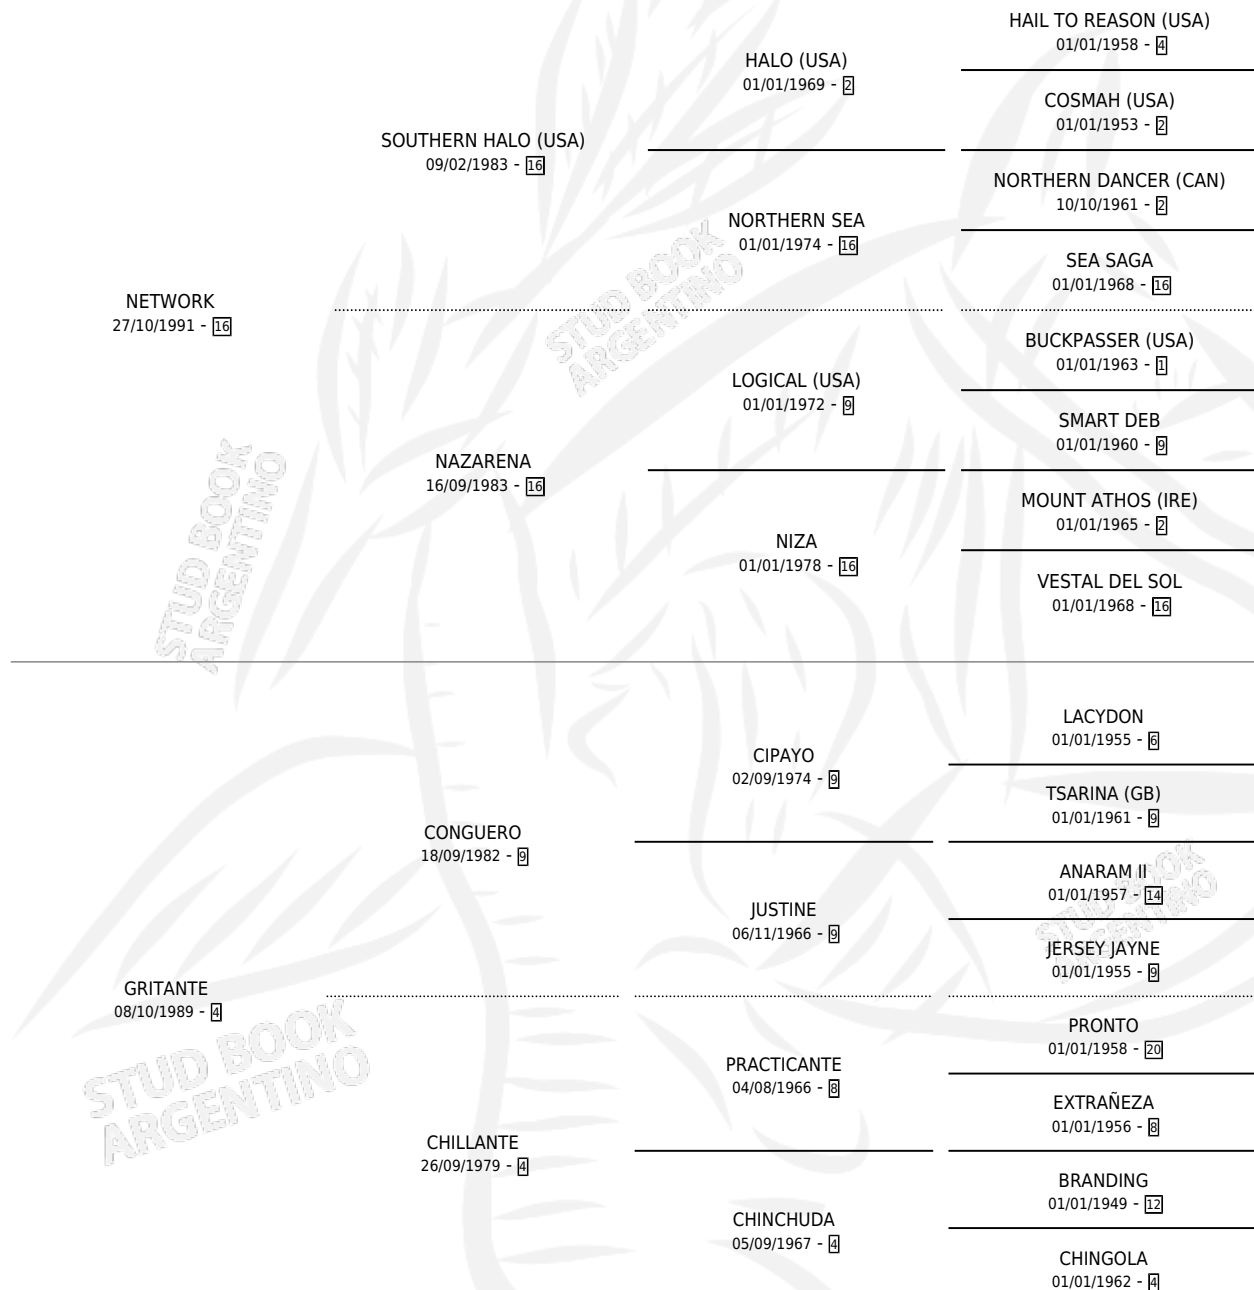 HAIL TO REASON (USA)
01/01/1958 - 4
HALO (USA)
01/01/1969 - 2
COSMAH (USA)
01/01/1953 - 2
SOUTHERN HALO (USA)
09/02/1983 - 16
NORTHERN DANCER (CAN)
10/10/1961 - 2
NORTHERN SEA
01/01/1974 - 16
SEA SAGA
01/01/1968 - 16
NETWORK
27/10/1991 - 16
STUD BOOK
ARGENTINO
BUCKPASSER (USA)
01/01/1963 - 1
LOGICAL (USA)
01/01/1972 - 9
SMART DEB
01/01/1960 - 9
NAZARENA
16/09/1983 - 16
MOUNT ATHOS (IRE)
01/01/1965 - 2
NIZA
01/01/1978 - 16
VESTAL DEL SOL
01/01/1968 - 16
STUD BOOK
ARGENTINO
LACYDON
01/01/1955 - 6
CIPAYO
02/09/1974 - 9
TSARINA (GB)
01/01/1961 - 9
CONGUERO
18/09/1982 - 9
ANARAM II
01/01/1957 - 14
JUSTINE
06/11/1966 - 9
JERSEY JAYNE
01/01/1955 - 9
STUD BOOK
ARGENTINO
GRITANTE
08/10/1989 - 4
PRONTO
01/01/1958 - 20
PRACTICANTE
04/08/1966 - 8
EXTRAÑEZA
01/01/1956 - 8
STUD BOOK
ARGENTINO
CHILLANTE
26/09/1979 - 4
BRANDING
01/01/1949 - 12
CHINCHUDA
05/09/1967 - 4
CHINGOLA
01/01/1962 - 4